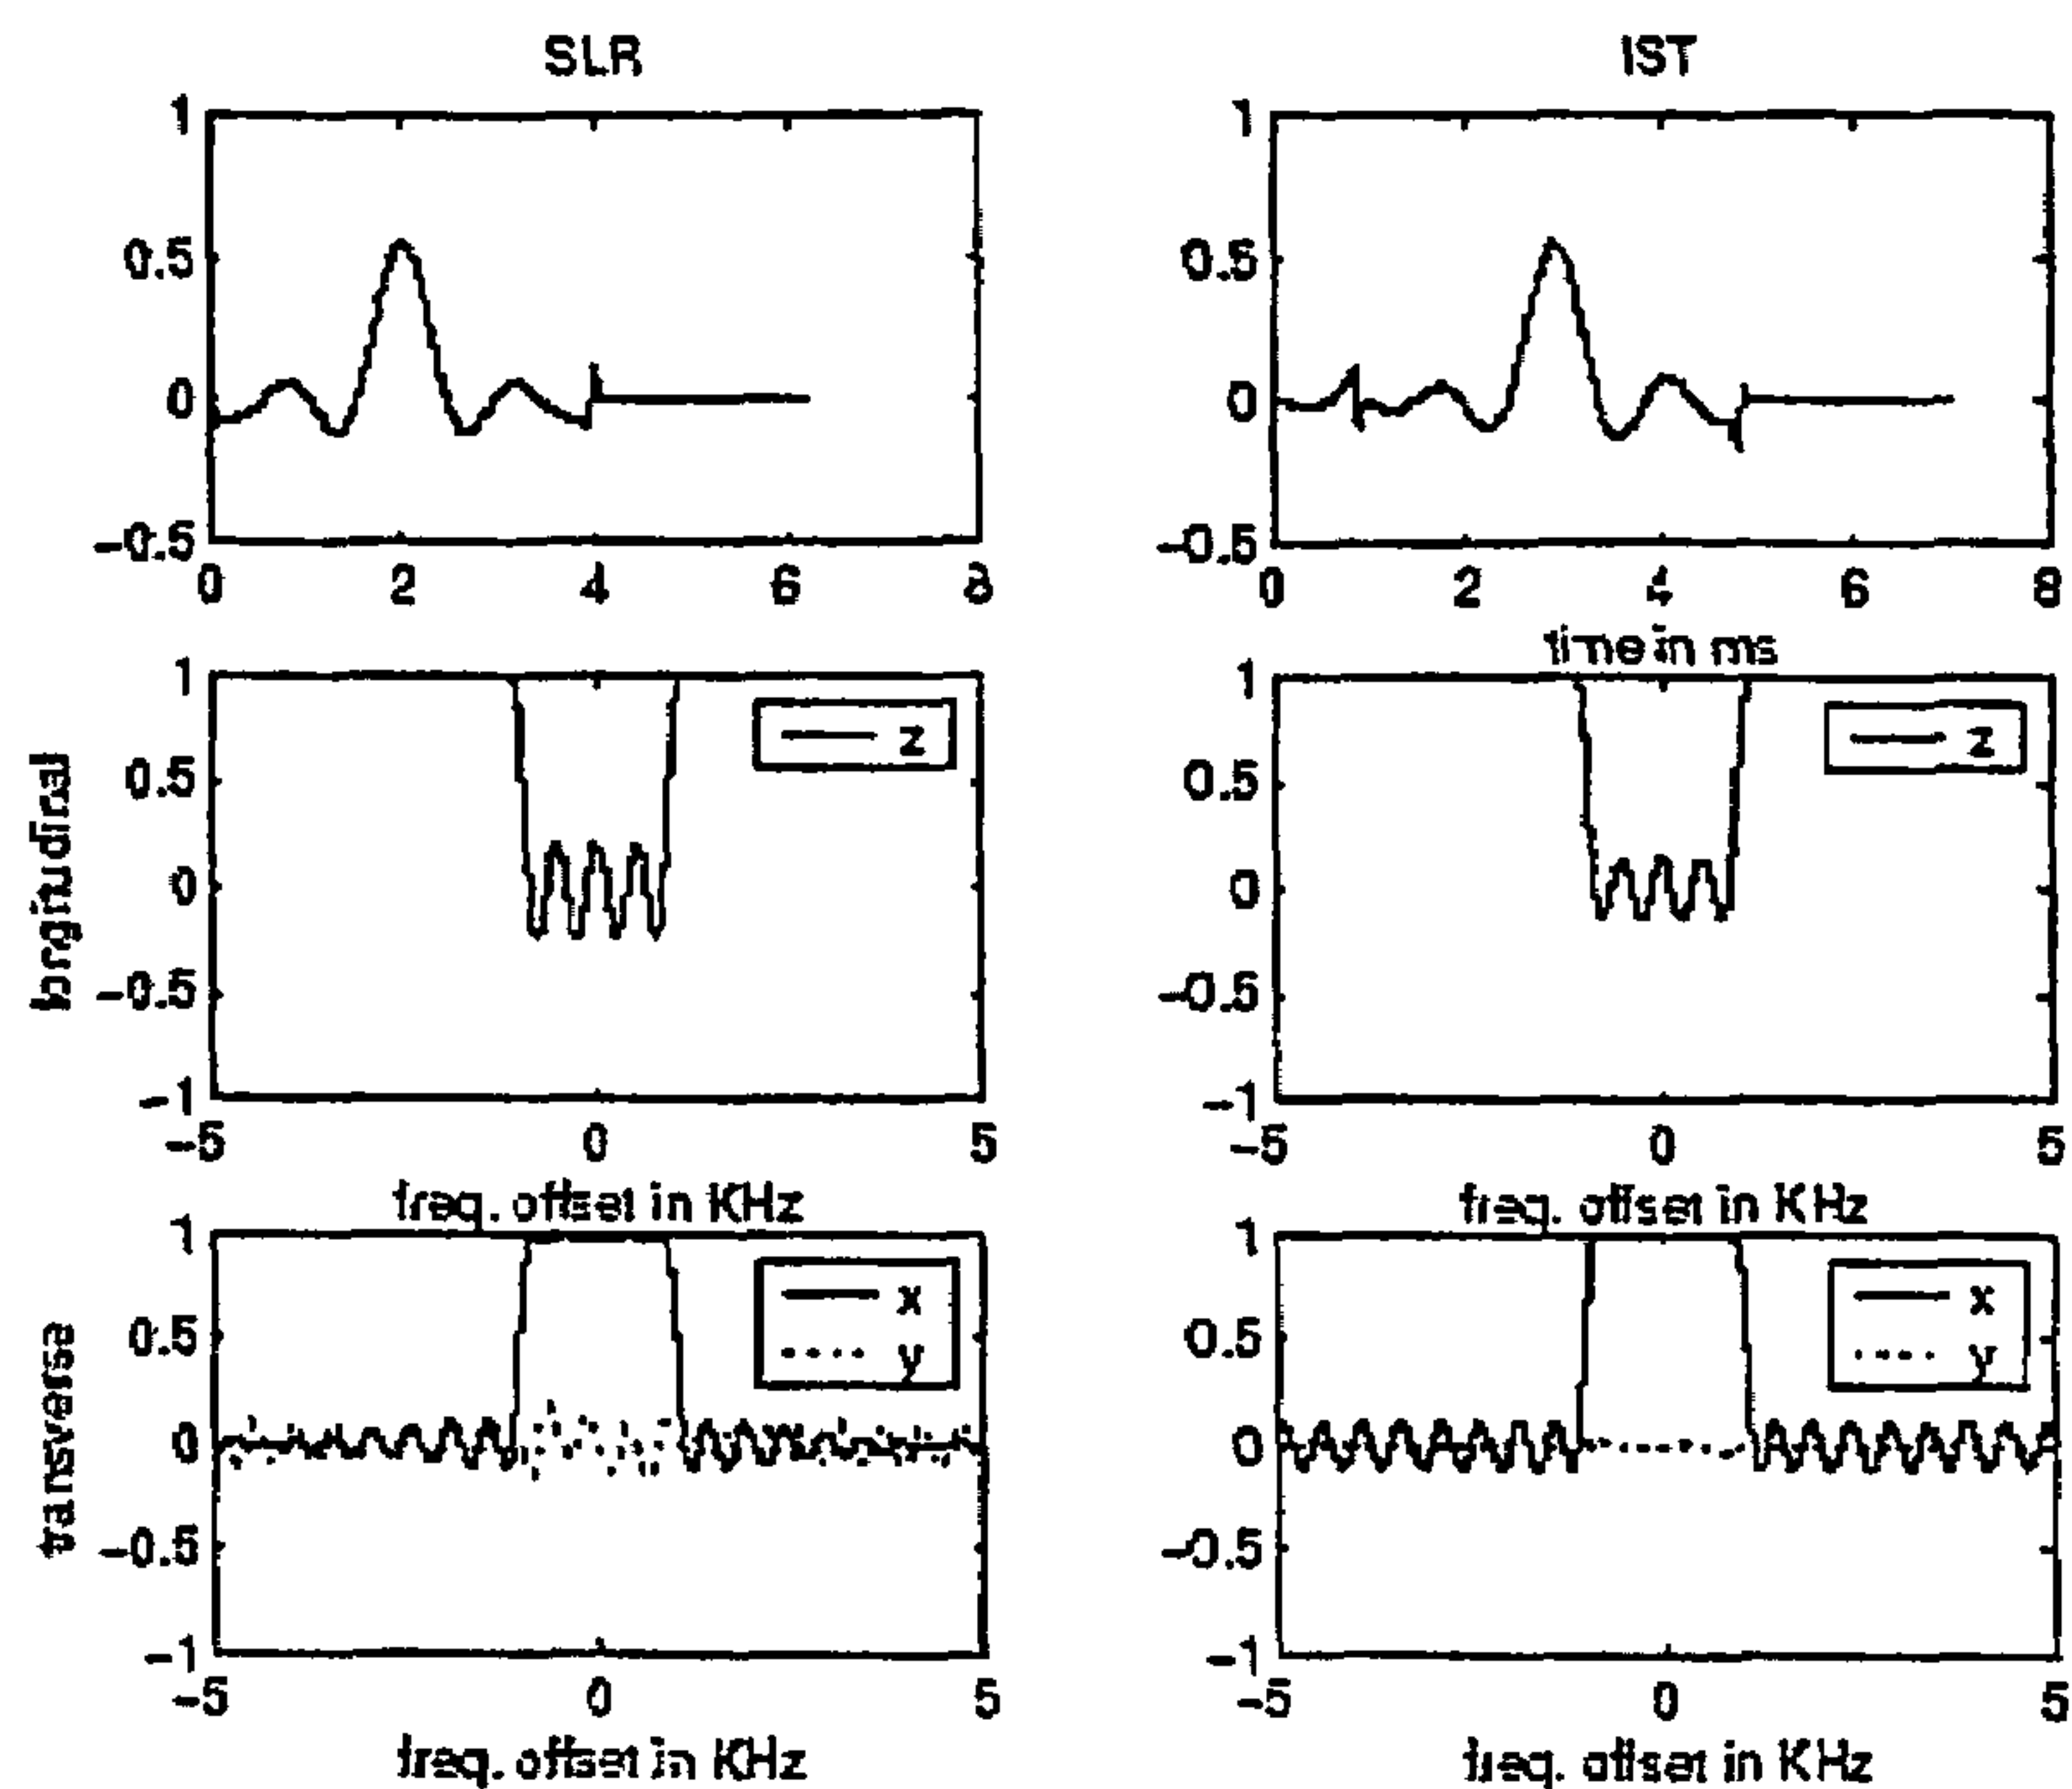 SLR IST
1 1
0.5 0.5
0 0
-0.5 -0.5
0 2 4 6 8 0 2 4 6 8
time in ms
1 1
z z
0.5 0.5
longitudinal
0 0
-0.5 -0.5
-1 -1
-5 0 5 -5 0 5
freq. offset in KHz freq. offset in KHz
1 1
x x
0.5 0.5
y y
transverse
0 0
-0.5 -0.5
-1 -1
-5 0 5 -5 0 5
freq. offset in KHz freq. offset in KHz